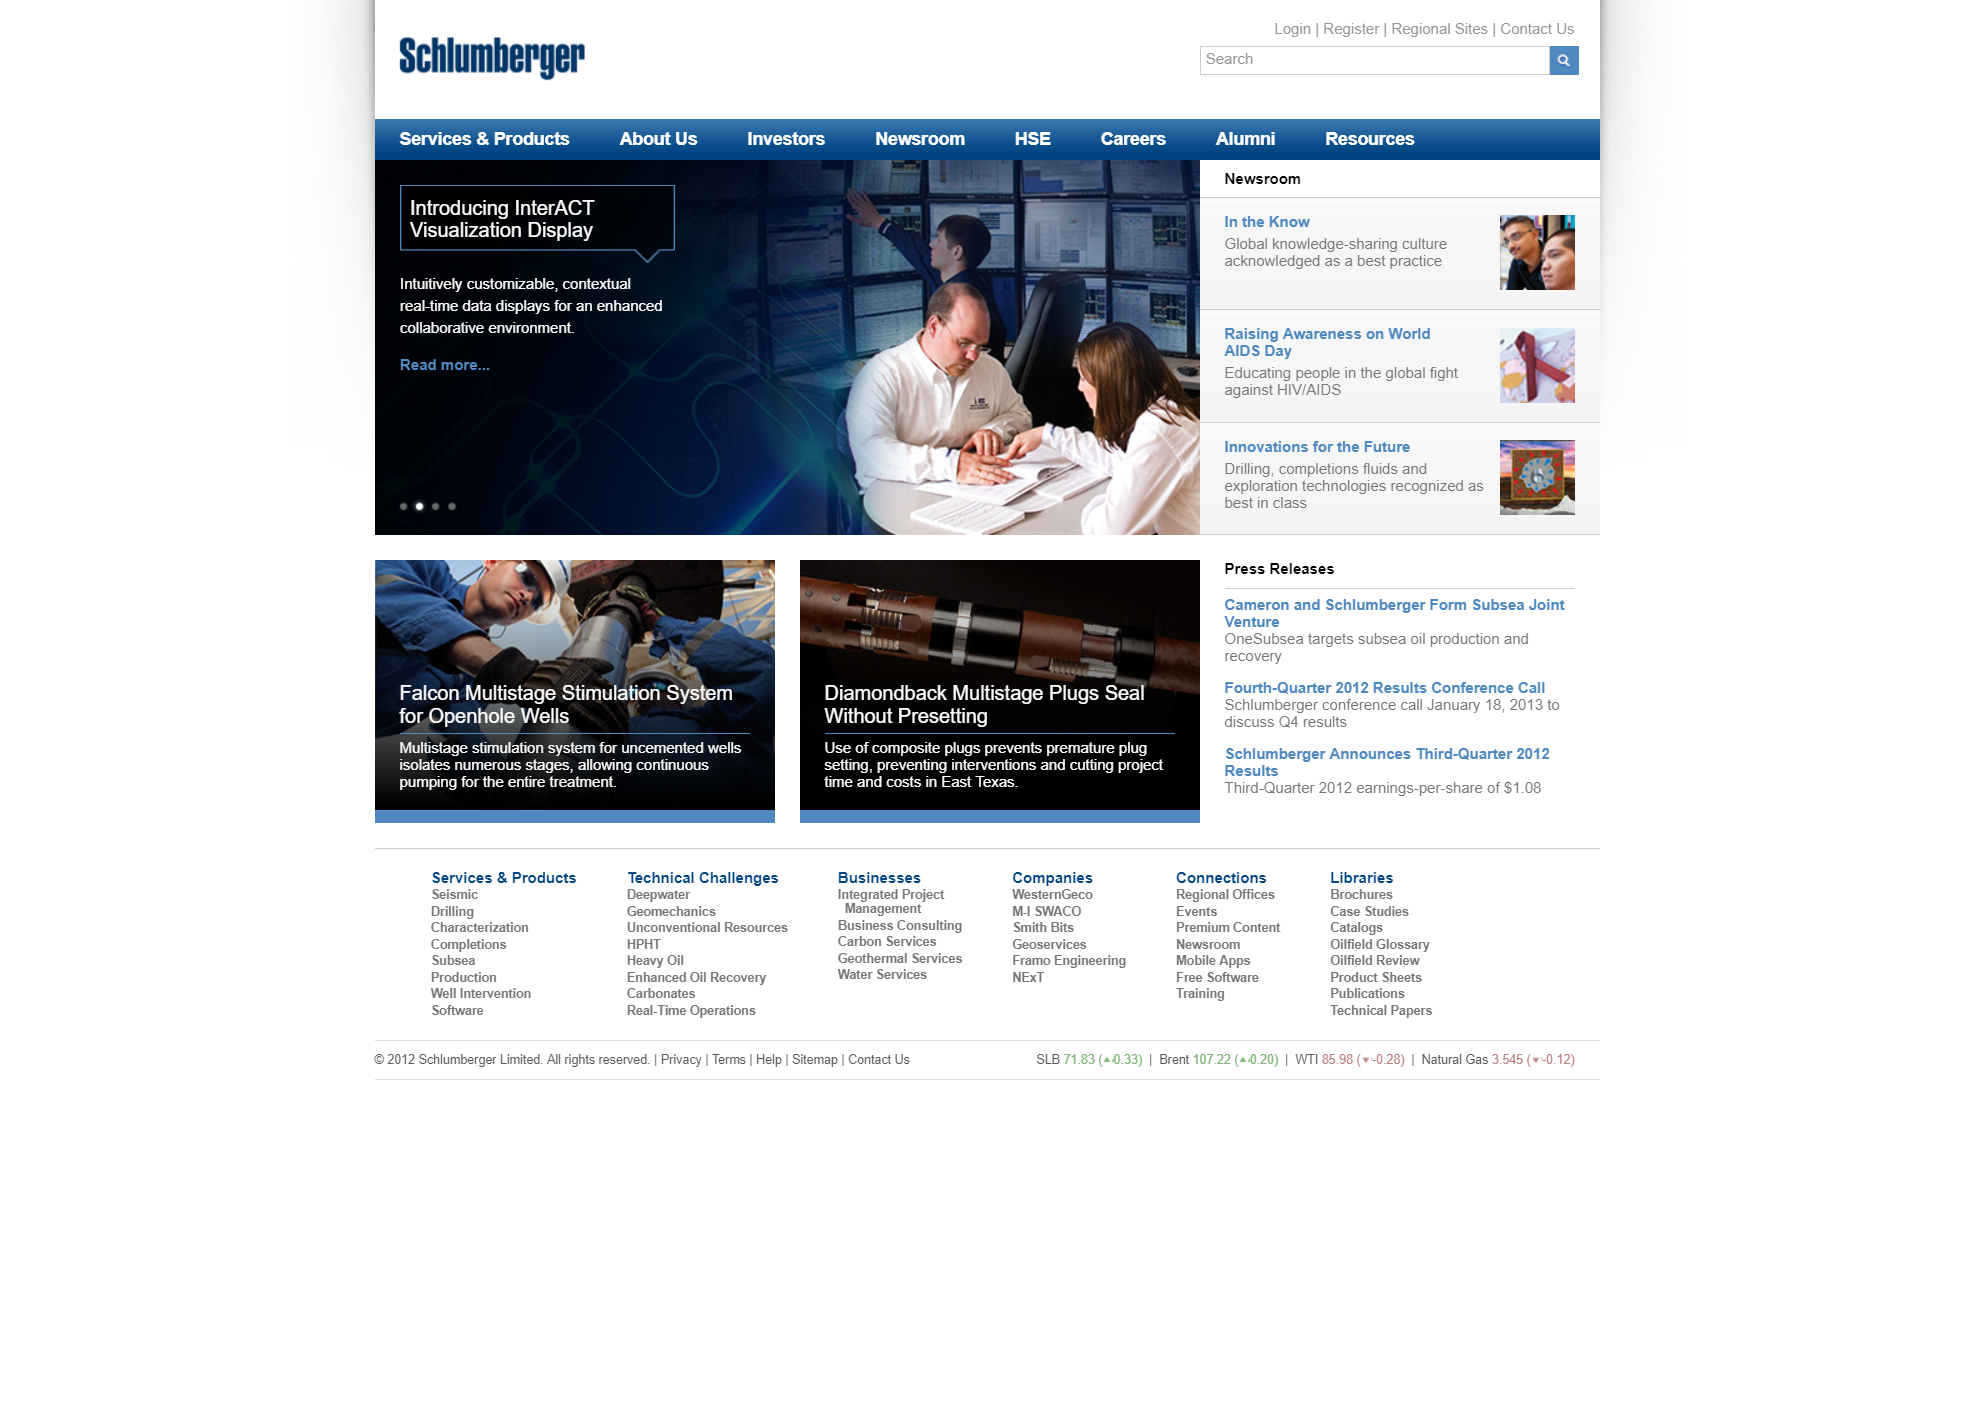 Schlumberger
Login | Register | Regional Sites | Contact Us
Search
Services & Products About Us Investors Newsroom HSE Careers Alumni Resources
Introducing InterACT
Visualization Display
Intuitively customizable, contextual
real-time data displays for an enhanced
collaborative environment.
Read more...
Newsroom
In the Know
Global knowledge-sharing culture
acknowledged as a best practice
Raising Awareness on World
AIDS Day
Educating people in the global fight
against HIV/AIDS
Innovations for the Future
Drilling, completions fluids and
exploration technologies recognized as
best in class
Falcon Multistage Stimulation System
for Openhole Wells
Multistage stimulation system for uncemented wells
isolates numerous stages, allowing continuous
pumping for the entire treatment.
Diamondback Multistage Plugs Seal
Without Presetting
Use of composite plugs prevents premature plug
setting, preventing interventions and cutting project
time and costs in East Texas.
Press Releases
Cameron and Schlumberger Form Subsea Joint
Venture
OneSubsea targets subsea oil production and
recovery
Fourth-Quarter 2012 Results Conference Call
Schlumberger conference call January 18, 2013 to
discuss Q4 results
Schlumberger Announces Third-Quarter 2012
Results
Third-Quarter 2012 earnings-per-share of $1.08
Services & Products
Seismic
Drilling
Characterization
Completions
Subsea
Production
Well Intervention
Software
Technical Challenges
Deepwater
Geomechanics
Unconventional Resources
HPHT
Heavy Oil
Enhanced Oil Recovery
Carbonates
Real-Time Operations
Businesses
Integrated Project
Management
Business Consulting
Carbon Services
Geothermal Services
Water Services
Companies
WesternGeco
M-I SWACO
Smith Bits
Geoservices
Framo Engineering
NExT
Connections
Regional Offices
Events
Premium Content
Newsroom
Mobile Apps
Free Software
Training
Libraries
Brochures
Case Studies
Catalogs
Oilfield Glossary
Oilfield Review
Product Sheets
Publications
Technical Papers
© 2012 Schlumberger Limited. All rights reserved. | Privacy | Terms | Help | Sitemap | Contact Us
SLB 71.83 (▲0.33) | Brent 107.22 (▲0.20) | WTI 85.98 (▼-0.28) | Natural Gas 3.545 (▼-0.12)